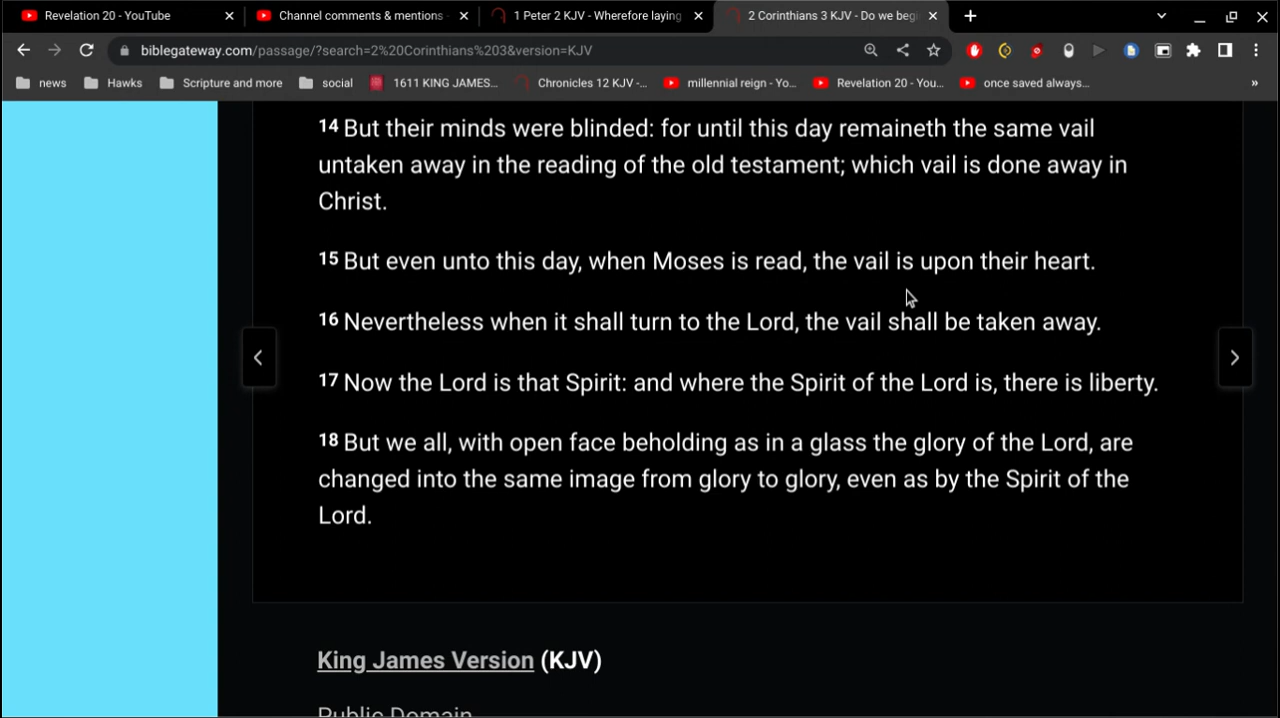 Revelation 20 - YouTube
Channel comments & mentions -
1 Peter 2 KJV - Wherefore laying
2 Corinthians 3 KJV - Do we begi
biblegateway.com/passage/?search=2%20Corinthians%203&version=KJV
news
Hawks
Scripture and more
social
1611 KING JAMES...
Chronicles 12 KJV -...
millennial reign - Yo...
Revelation 20 - You...
once saved always...
»
14 But their minds were blinded: for until this day remaineth the same vail
untaken away in the reading of the old testament; which vail is done away in
Christ.
15 But even unto this day, when Moses is read, the vail is upon their heart.
16 Nevertheless when it shall turn to the Lord, the vail shall be taken away.
17 Now the Lord is that Spirit: and where the Spirit of the Lord is, there is liberty.
18 But we all, with open face beholding as in a glass the glory of the Lord, are
changed into the same image from glory to glory, even as by the Spirit of the
Lord.
King James Version (KJV)
Public Domain